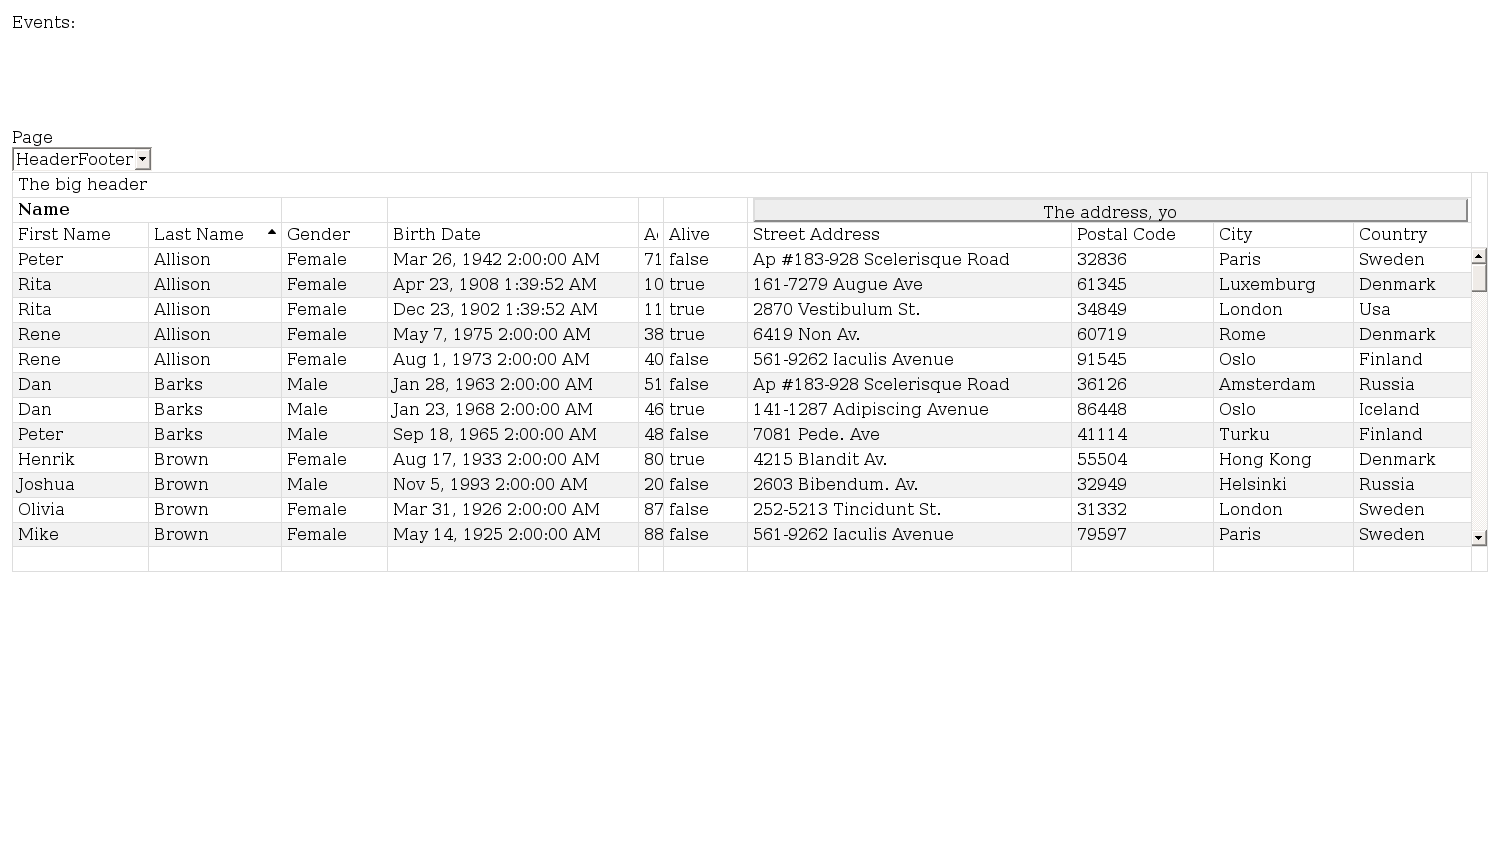 Events:
Page
HeaderFooter
The big header
Name The address, yo
First Name Last Name Gender Birth Date Alive Street Address Postal Code City Country
Peter Allison Female Mar 26, 1942 2:00:00 AM 71 false Ap #183-928 Scelerisque Road 32836 Paris Sweden
Rita Allison Female Apr 23, 1908 1:39:52 AM 10 true 161-7279 Augue Ave 61345 Luxemburg Denmark
Rita Allison Female Dec 23, 1902 1:39:52 AM 11 true 2870 Vestibulum St. 34849 London Usa
Rene Allison Female May 7, 1975 2:00:00 AM 38 true 6419 Non Av. 60719 Rome Denmark
Rene Allison Female Aug 1, 1973 2:00:00 AM 40 false 561-9262 Iaculis Avenue 91545 Oslo Finland
Dan Barks Male Jan 28, 1963 2:00:00 AM 51 false Ap #183-928 Scelerisque Road 36126 Amsterdam Russia
Dan Barks Male Jan 23, 1968 2:00:00 AM 46 true 141-1287 Adipiscing Avenue 86448 Oslo Iceland
Peter Barks Male Sep 18, 1965 2:00:00 AM 48 false 7081 Pede. Ave 41114 Turku Finland
Henrik Brown Female Aug 17, 1933 2:00:00 AM 80 true 4215 Blandit Av. 55504 Hong Kong Denmark
Joshua Brown Male Nov 5, 1993 2:00:00 AM 20 false 2603 Bibendum. Av. 32949 Helsinki Russia
Olivia Brown Female Mar 31, 1926 2:00:00 AM 87 false 252-5213 Tincidunt St. 31332 London Sweden
Mike Brown Female May 14, 1925 2:00:00 AM 88 false 561-9262 Iaculis Avenue 79597 Paris Sweden